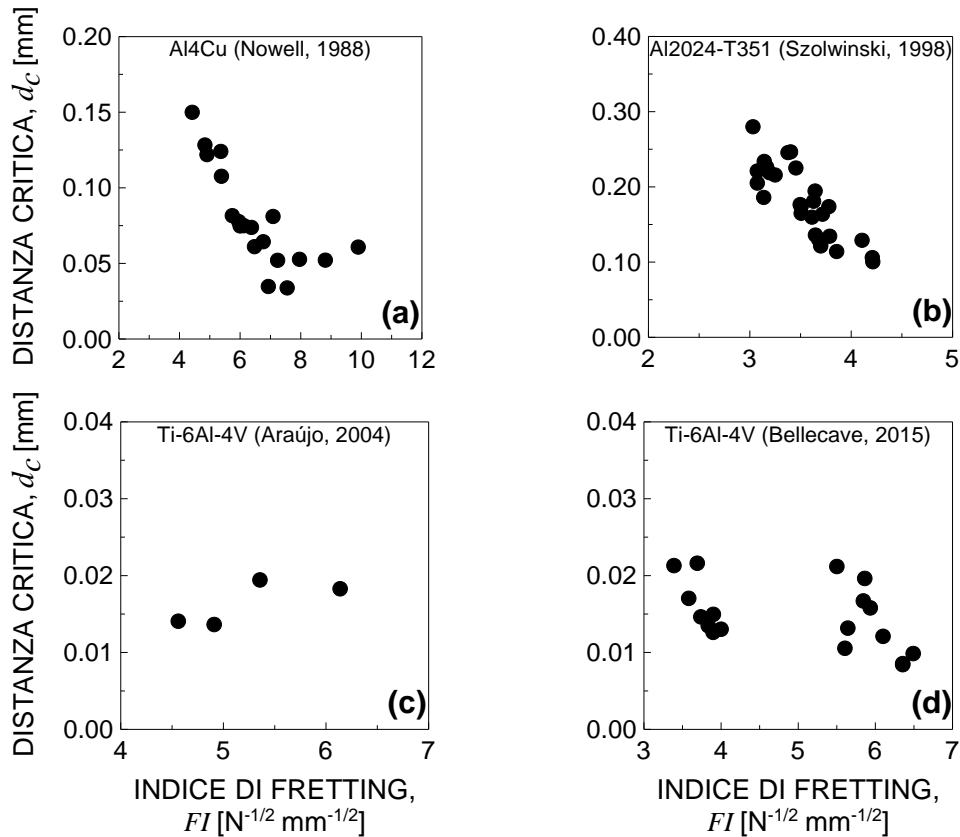 DISTANZA CRITICA, dc [mm]
0.20
0.15
0.10
0.05
0.00
Al4Cu (Nowell, 1988)
(a)
2 4 6 8 10 12
0.40
0.30
0.20
0.10
0.00
Al2024-T351 (Szolwinski, 1998)
(b)
2 3 4 5
DISTANZA CRITICA, dc [mm]
0.04
0.03
0.02
0.01
0.00
Ti-6Al-4V (Araújo, 2004)
(c)
4 5 6 7
INDICE DI FRETTING,
FI [N-1/2 mm-1/2]
0.04
0.03
0.02
0.01
0.00
Ti-6Al-4V (Bellecave, 2015)
(d)
3 4 5 6 7
INDICE DI FRETTING,
FI [N-1/2 mm-1/2]